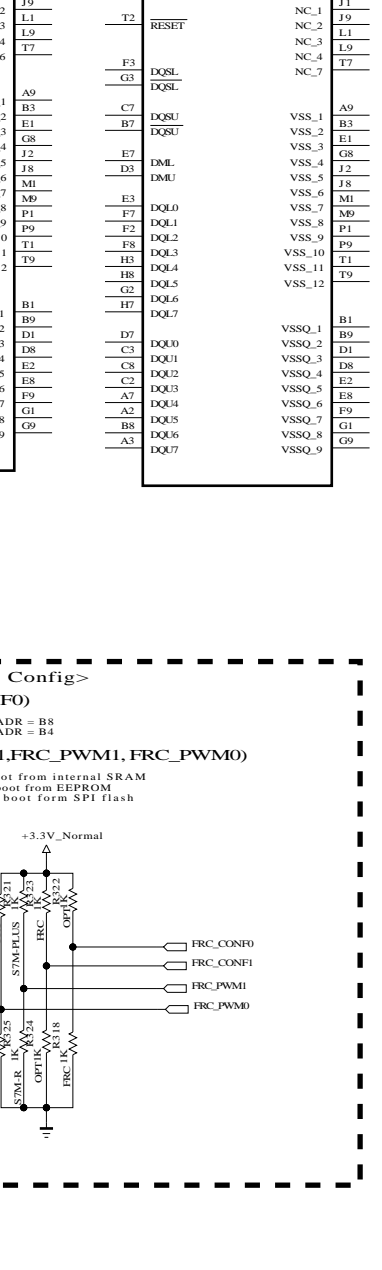 J9
L1
L9
T7
A9
B3
E1
G8
J2
J8
M1
M9
P1
P9
T1
T9
B1
B9
D1
D8
E2
E8
F9
G1
G9
T2 RESET
F3 DQSL
G3 DQSL
C7 DQSU
B7 DQSU
E7 DML
D3 DMU
E3 DQL0
F7 DQL1
F2 DQL2
F8 DQL3
H3 DQL4
H8 DQL5
G2 DQL6
H7 DQL7
D7 DQU0
C3 DQU1
C8 DQU2
C2 DQU3
A7 DQU4
A2 DQU5
B8 DQU6
A3 DQU7
NC_1 J1
NC_2 J9
NC_3 L1
NC_4 L9
NC_7 T7
VSS_1 A9
VSS_2 B3
VSS_3 E1
VSS_4 G8
VSS_5 J2
VSS_6 J8
VSS_7 M1
VSS_8 M9
VSS_9 P1
VSS_10 P9
VSS_11 T1
VSS_12 T9
VSSQ_1 B1
VSSQ_2 B9
VSSQ_3 D1
VSSQ_4 D8
VSSQ_5 E2
VSSQ_6 E8
VSSQ_7 F9
VSSQ_8 G1
VSSQ_9 G9
Config>
F0)
ADR = B8
ADR = B4
1,FRC_PWM1, FRC_PWM0)
ot from internal SRAM
oot from EEPROM
boot form SPI flash
+3.3V_Normal
R321
1K R323
1K R322
OPT 1K
S7M-PLUS
FRC
FRC_CONF0
FRC_CONF1
FRC_PWM1
FRC_PWM0
R325
1K R324
1K R318
1K
S7M-R
OPT
FRC